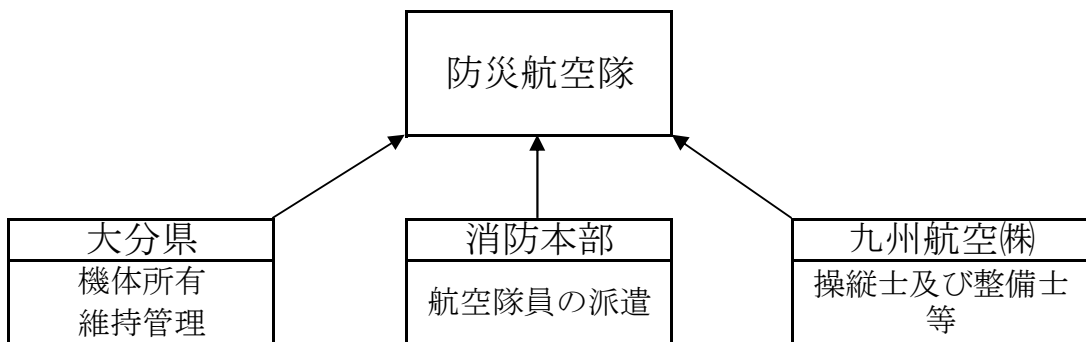 防災航空隊
大分県
機体所有
維持管理
消防本部
航空隊員の派遣
九州航空㈱
操縦士及び整備士
等